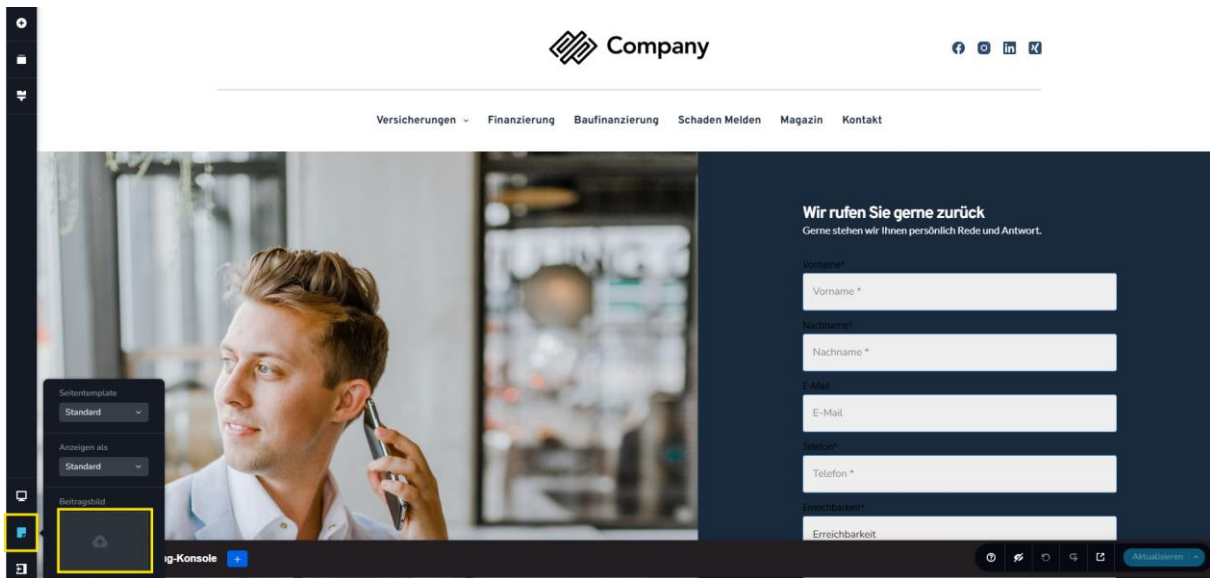 Company
Versicherungen Finanzierung Baufinanzierung Schaden Melden Magazin Kontakt
Wir rufen Sie gerne zurück
Gerne stehen wir Ihnen persönlich Rede und Antwort.
Vorname*
Vorname *
Nachname*
Nachname *
E-Mail
E-Mail
Telefon*
Telefon *
Erreichbarkeit*
Erreichbarkeit
Seitentemplate
Standard
Anzeigen als
Standard
Beitragsbild
ug-Konsole +
Aktualisieren